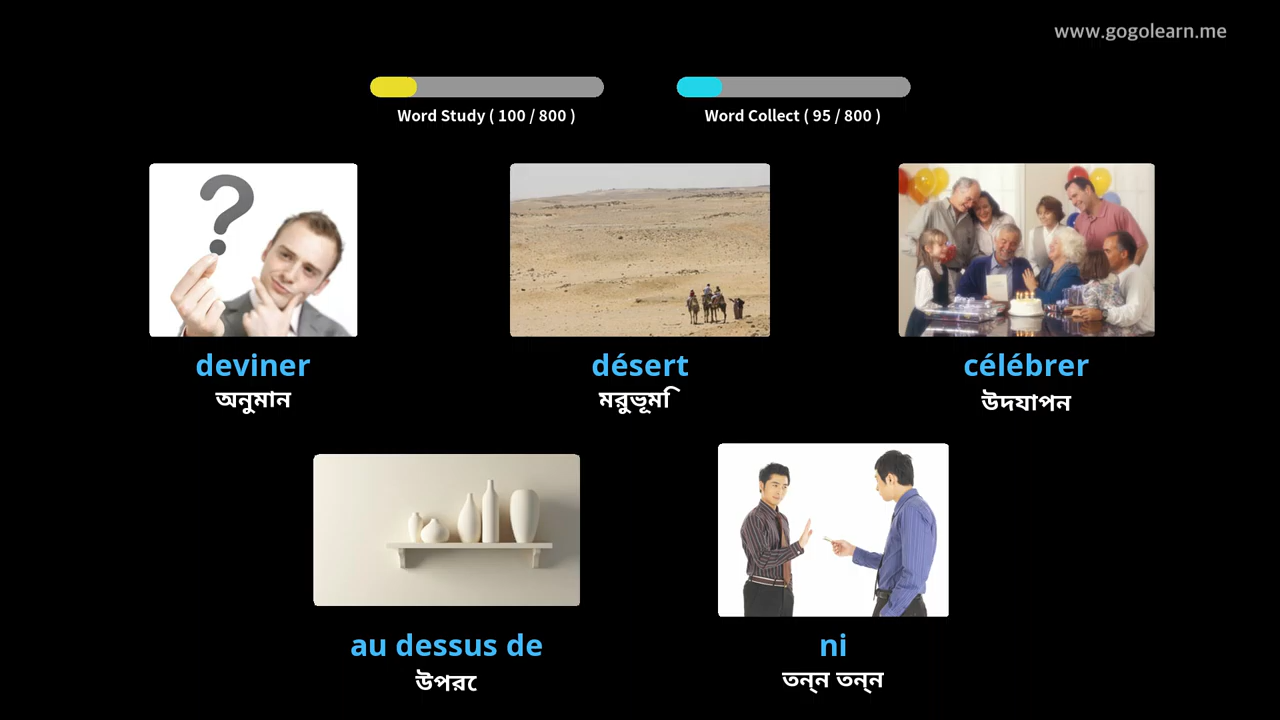 www.gogolearn.me
Word Study ( 100 / 800 )
Word Collect ( 95 / 800 )
?
deviner
অনুমান
désert
মরুভূমি
célébrer
উদযাপন
au dessus de
উপরে
ni
তন্ন তন্ন